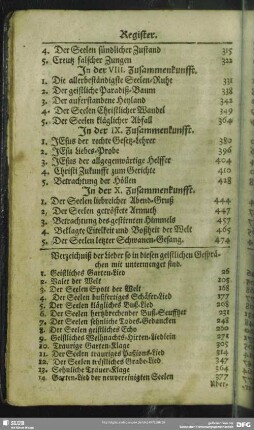 Register.
4. Der Seelen sündlicher Zustand 315
5. Creutz falscher Zungen 322
In der VIII. Zusammenkunfft.
1. Die allerbeständigste Seelen-Ruhe 331
2. Der geistliche Paradiß-Baum 338
3. Der auferstandene Heyland 342
4. Der Seelen Christlicher Wandel 349
5. Der Seelen kläglicher Abfall 364
In der IX. Zusammenkunfft.
1. JEsus der rechte Gesetz-Lehrer 380
2. JEsu Liebes-Probe 396
3. JEsus der allgegenwärtige Helffer 404
4. Christi Zukunfft zum Gerichte 410
5. Betrachtung der Höllen 428
In der X. Zusammenkunfft.
1. Der Seelen liebreicher Abend-Gruß 444
2. Der Seelen getröstete Armuth 447
3. Betrachtung des gestirnten Himmels 457
4. Beklagte Eitelkeit und Boßheit der Welt 465
5. Der Seelen letzter Schwanen-Gesang. 474
Verzeichniß der Lieder so in diesen geistlichen Gesprä-
chen mit untermenget sind.
1. Geistliches Garten-Lied 26
2. Valet der Welt 105
3. Der Seelen Spott der Welt 168
4. Der Seelen bußfertiges Schäfer-Lied 177
5. Der Seelen klägliches Buß-Lied 208
6. Der Seelen hertzbrechender Buß-Seuffzer 231
7. Der Seelen sehnliche Todes-Gedancken 248
8. Der Seelen geistliches Echo 260
9. Geistliches Weihnachts-Hirten-Liedlein 271
10. Traurige Garten-Klage 305
11. Der Seelen trauriges Paßions-Lied 314
12. Der Seelen tröstliches Grabe-Lied 347
13. Sehnliche Trauer-Klage 364
14. Garten-Lied der neuvereinigten Seelen 377